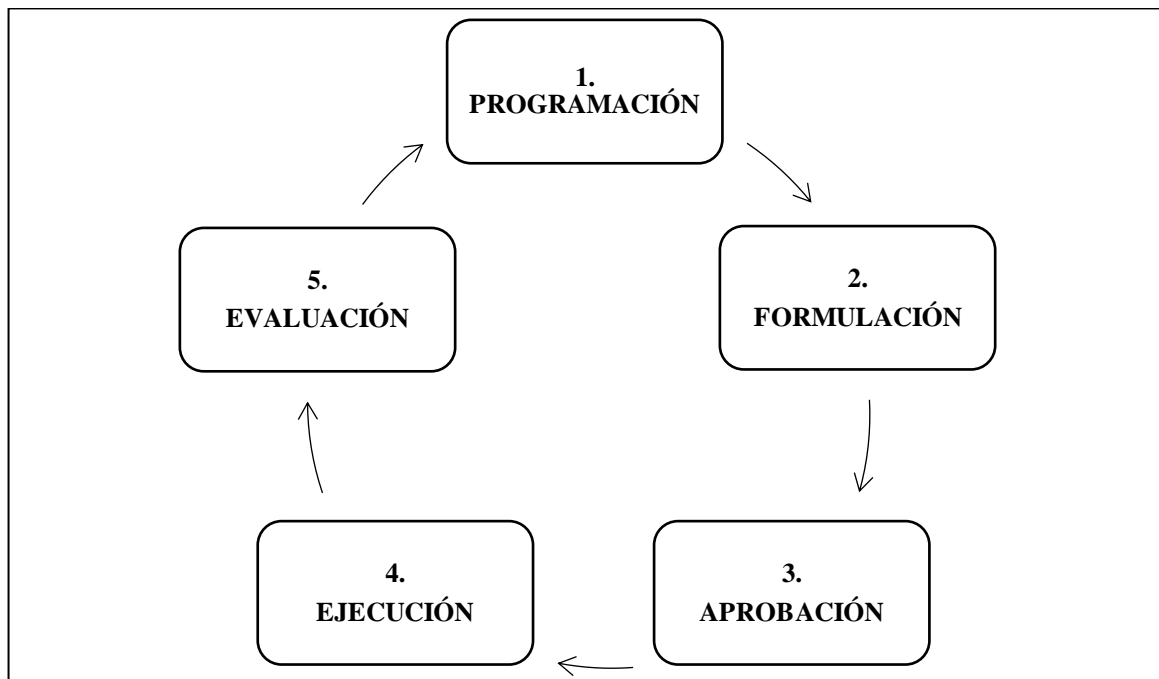 1.
PROGRAMACIÓN
2.
FORMULACIÓN
3.
APROBACIÓN
4.
EJECUCIÓN
5.
EVALUACIÓN